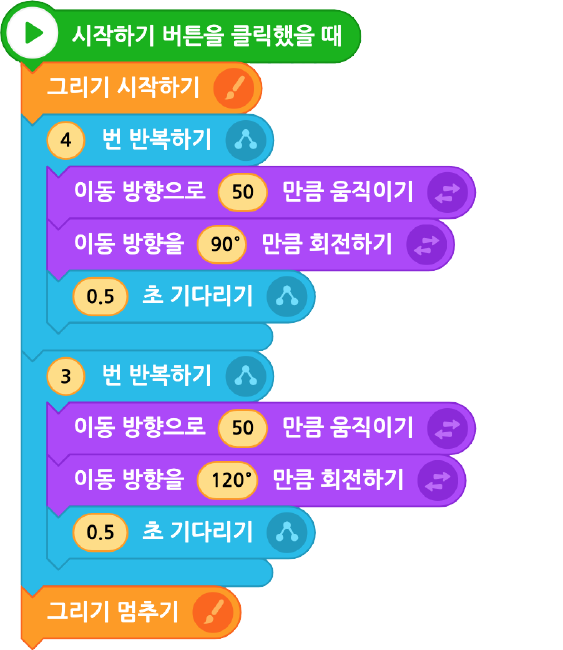 시작하기 버튼을 클릭했을 때
그리기 시작하기
4 번 반복하기
이동 방향으로 50 만큼 움직이기
이동 방향을 90° 만큼 회전하기
0.5 초 기다리기
3 번 반복하기
이동 방향으로 50 만큼 움직이기
이동 방향을 120° 만큼 회전하기
0.5 초 기다리기
그리기 멈추기